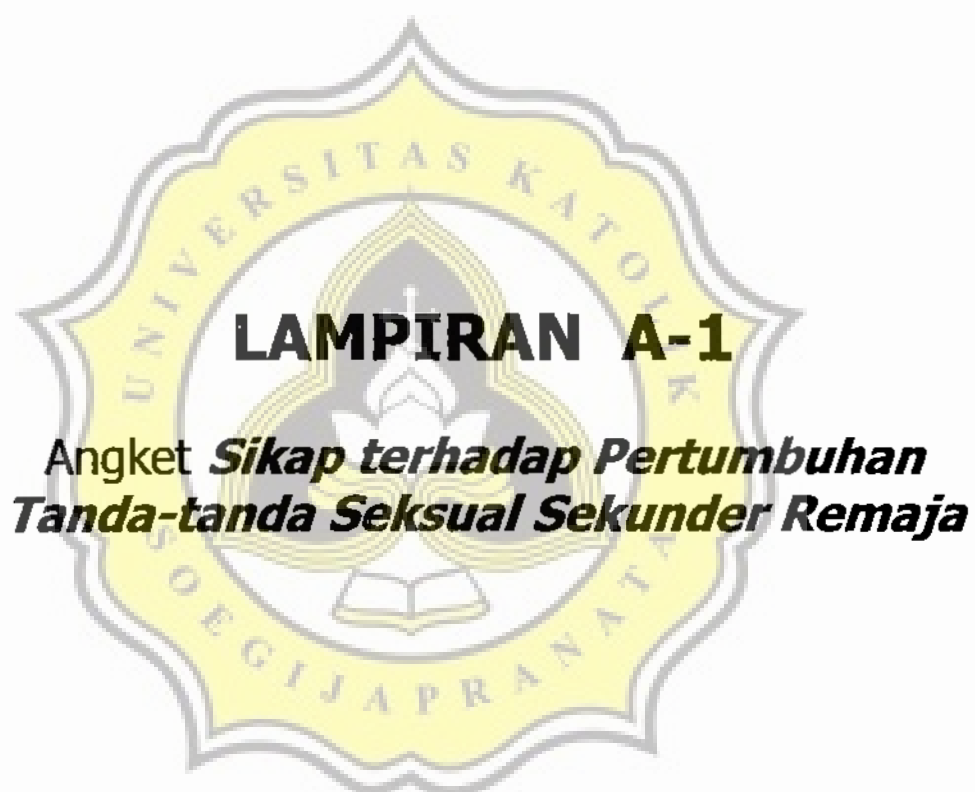 UNIVERSITAS KATOLIK
LAMPIRAN A-1
Angket Sikap terhadap Pertumbuhan
Tanda-tanda Seksual Sekunder Remaja
SOEGIJAPRANATA